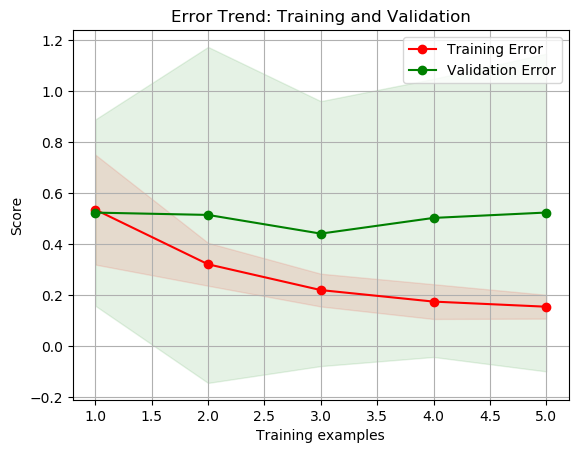 Error Trend: Training and Validation
Training Error
Validation Error
1.2
1.0
0.8
0.6
0.4
0.2
0.0
−0.2
Score
1.0 1.5 2.0 2.5 3.0 3.5 4.0 4.5 5.0
Training examples